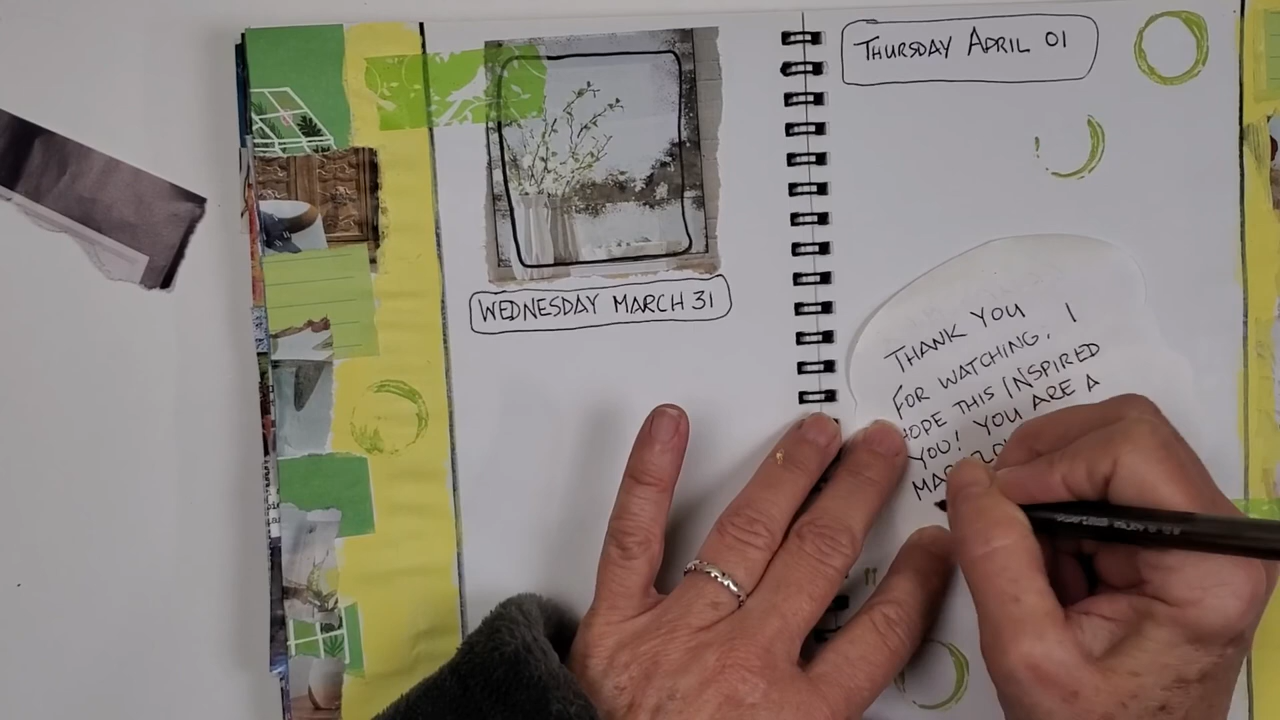 WEDNESDAY MARCH 31
THURSDAY APRIL 01
THANK YOU
FOR WATCHING, I
HOPE THIS INSPIRED
YOU! YOU ARE A